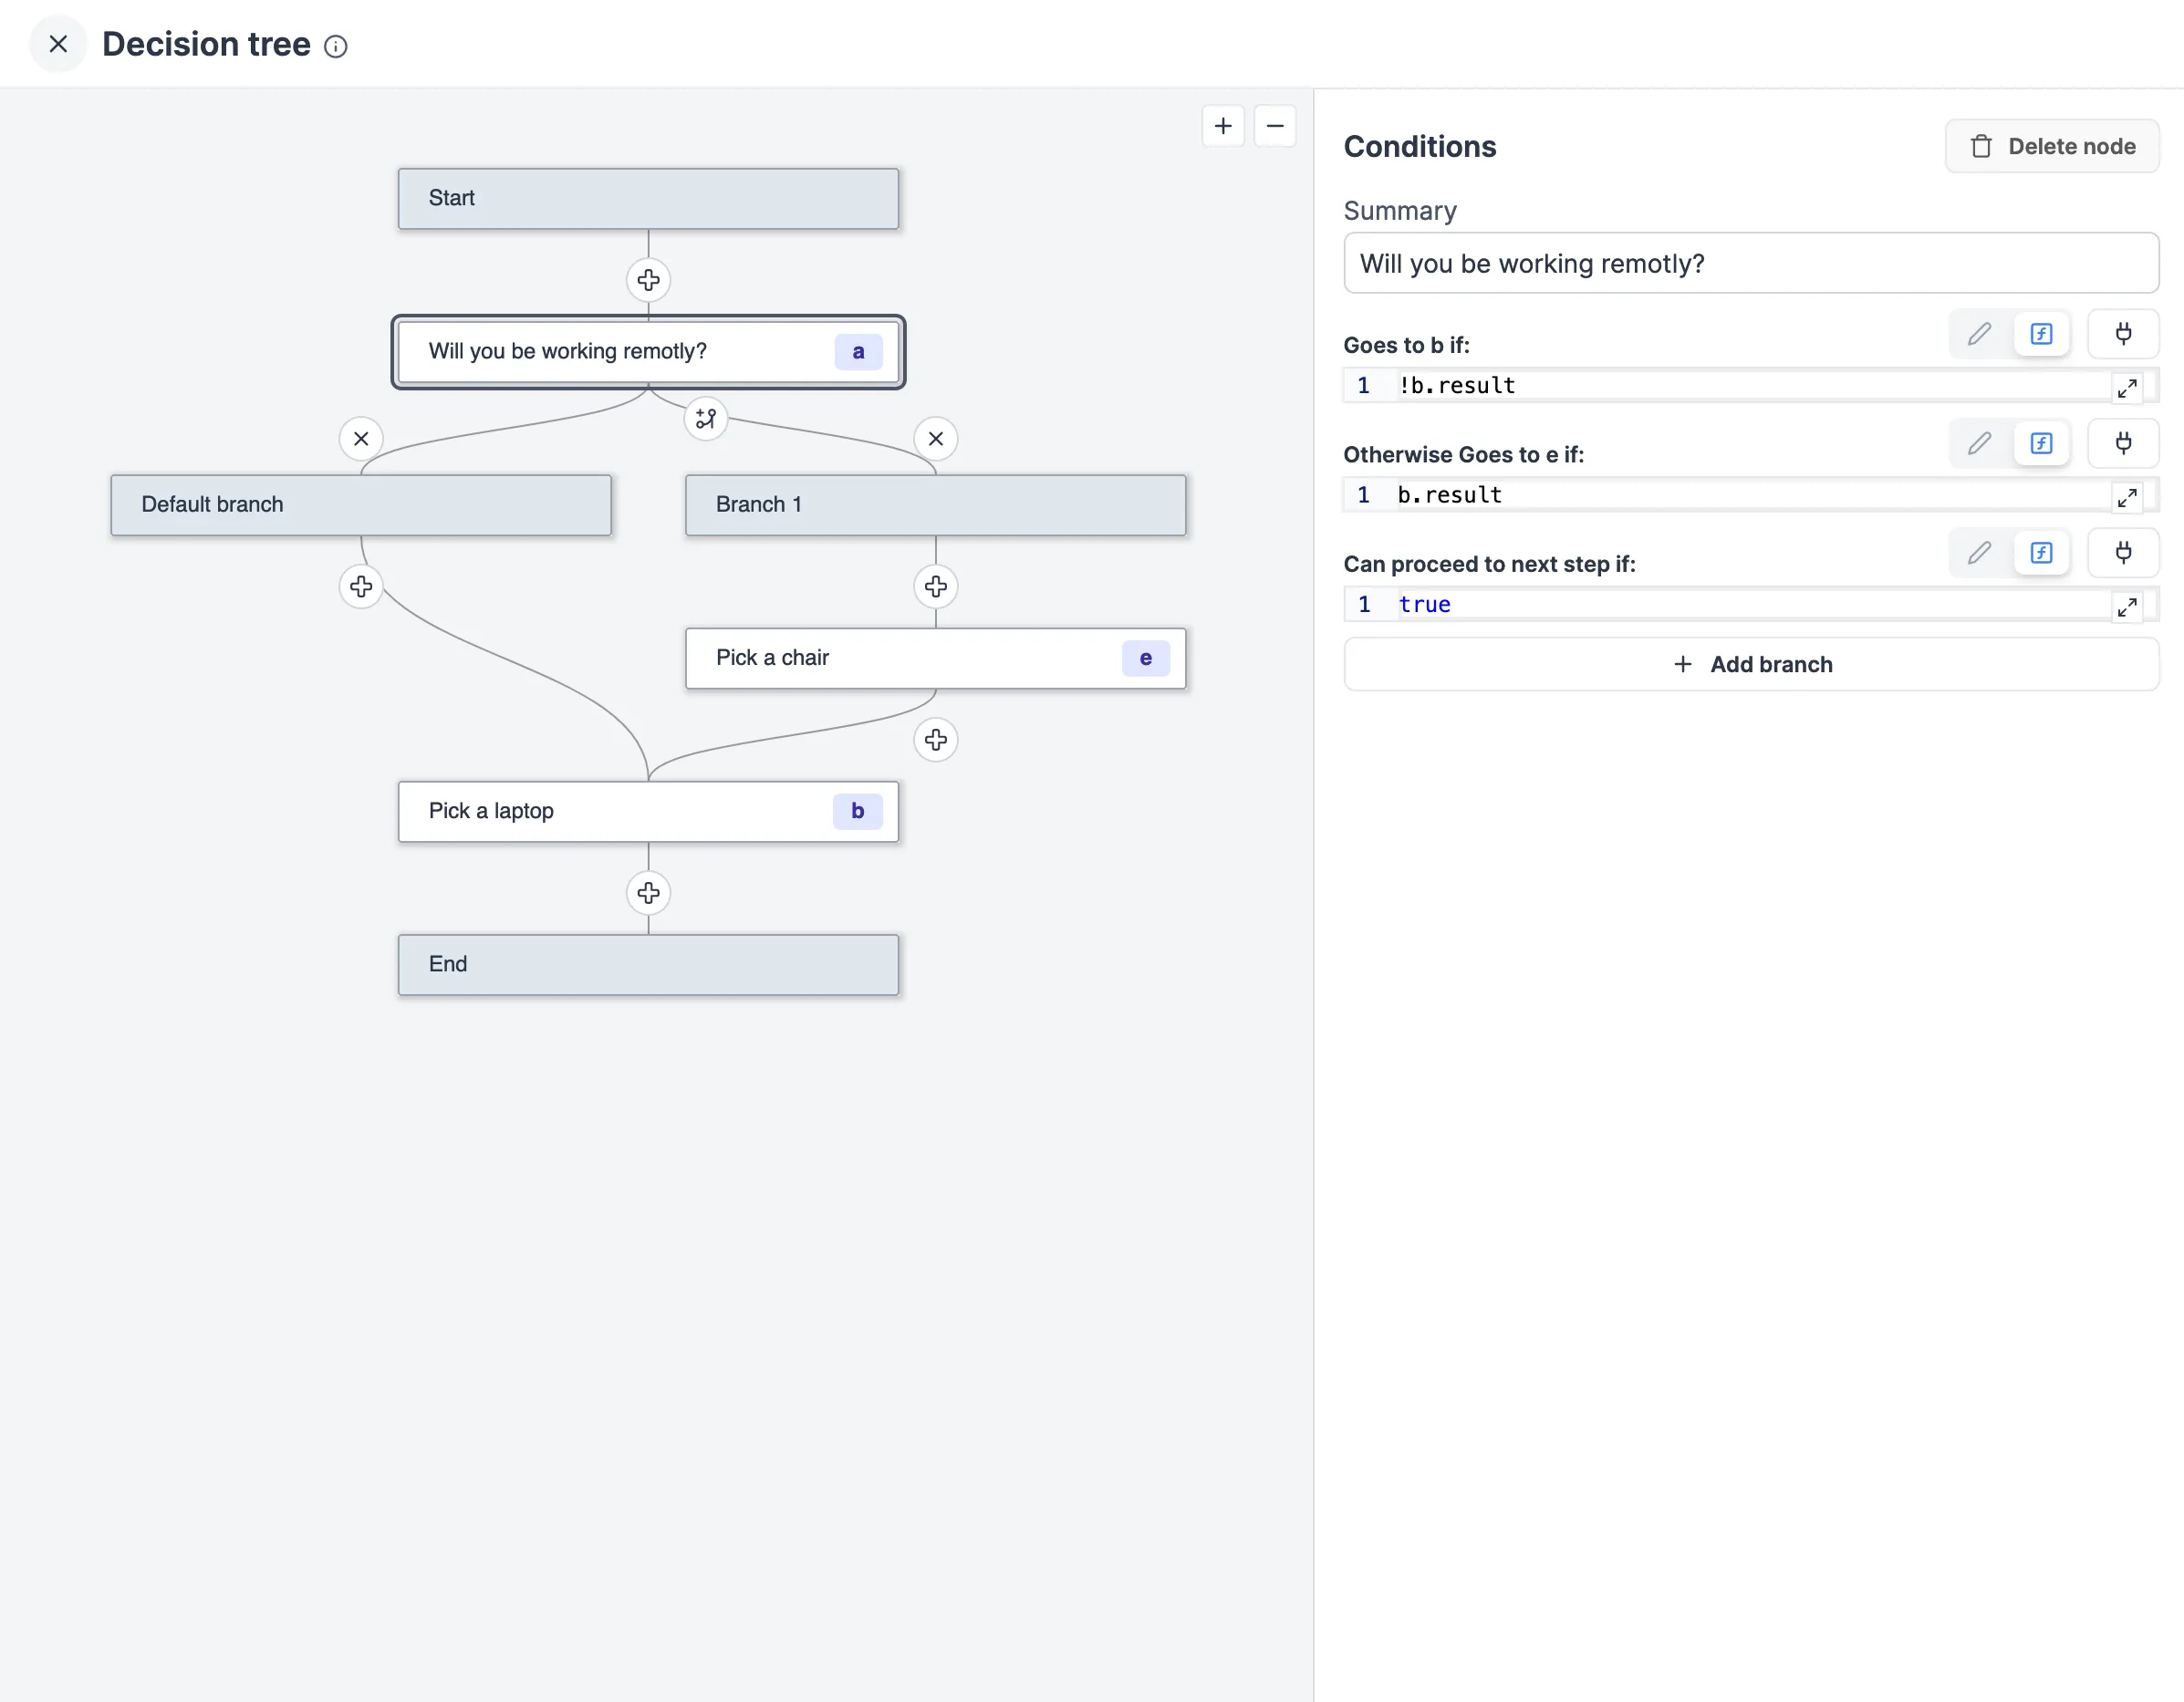 Decision tree
Start
Will you be working remotly?
a
Default branch
Branch 1
Pick a chair
e
Pick a laptop
b
End
Conditions
Delete node
Summary
Will you be working remotly?
Goes to b if:
1 !b.result
Otherwise Goes to e if:
1 b.result
Can proceed to next step if:
1 true
Add branch